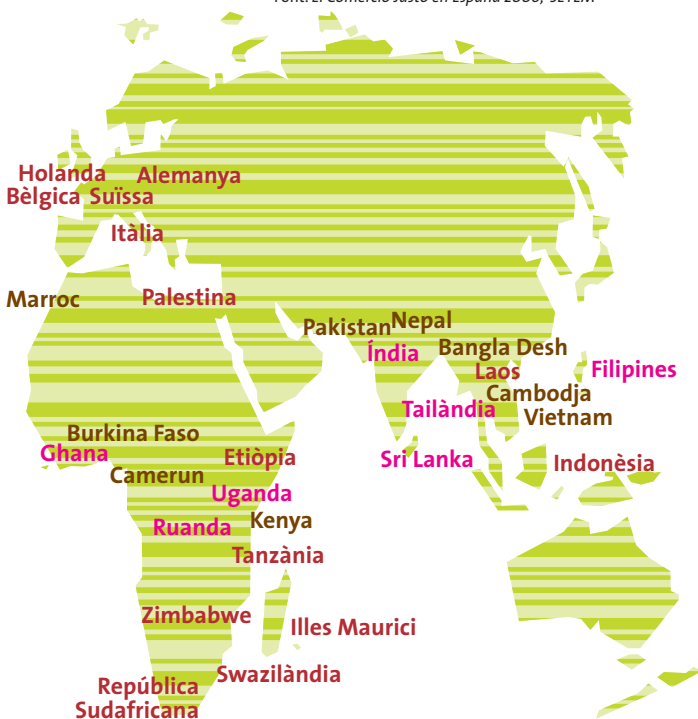 Holanda
Alemanya
Bèlgica
Suïssa
Itàlia
Marroc
Palestina
Pakistan
Nepal
Índia
Bangla Desh
Laos
Filipines
Cambodja
Tailàndia
Vietnam
Burkina Faso
Ghana
Etiòpia
Sri Lanka
Indonèsia
Camerun
Uganda
Ruanda
Kenya
Tanzània
Zimbabwe
Illes Maurici
Swazilàndia
República
Sudafricana